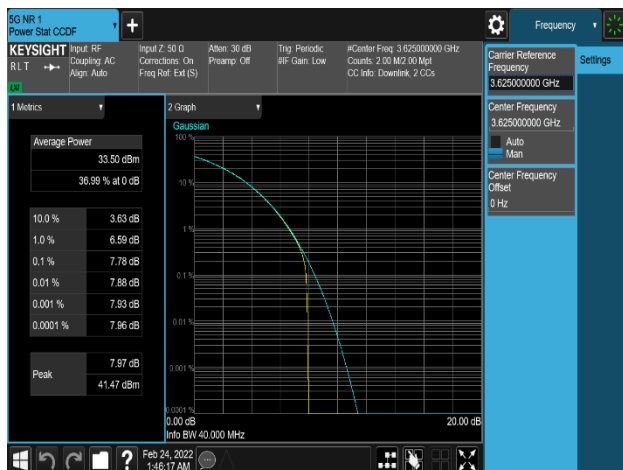 5G NR 1
Power Stat CCDF
+
Frequency
KEYSIGHT
RLT
Input: RF
Coupling: AC
Align: Auto
Input Z: 50 Ω
Corrections: On
Freq Ref: Ext (S)
Atten: 30 dB
Preamp: Off
Trig: Periodic
#IF Gain: Low
#Center Freq: 3.625000000 GHz
Counts: 2.00 M/2.00 Mpt
CC Info: Downlink, 2 CCs
Carrier Reference
Frequency
3.625000000 GHz
Settings
Center Frequency
3.625000000 GHz
Auto
Man
Center Frequency
Offset
0 Hz
1 Metrics
Average Power
33.50 dBm
36.99 % at 0 dB
10.0 % 3.63 dB
1.0 % 6.59 dB
0.1 % 7.78 dB
0.01 % 7.88 dB
0.001 % 7.93 dB
0.0001 % 7.96 dB
Peak
7.97 dB
41.47 dBm
2 Graph
Gaussian
100 %
10 %
1 %
0.1 %
0.01 %
0.001 %
0.0001 %
0.00 dB
20.00 dB
Info BW 40.000 MHz
?
Feb 24, 2022
1:46:17 AM